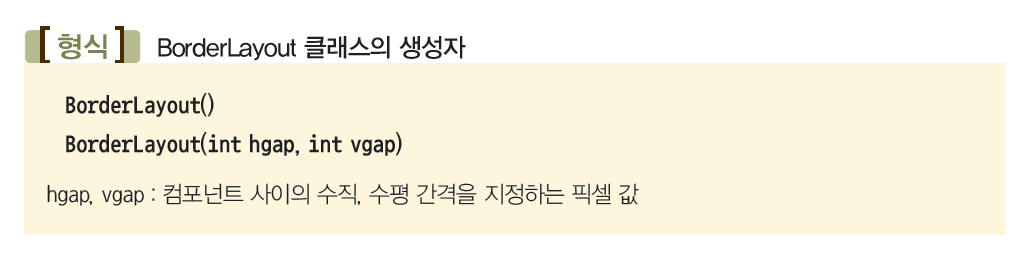 [형식] BorderLayout 클래스의 생성자
BorderLayout()
BorderLayout(int hgap, int vgap)
hgap, vgap : 컴포넌트 사이의 수직, 수평 간격을 지정하는 픽셀 값